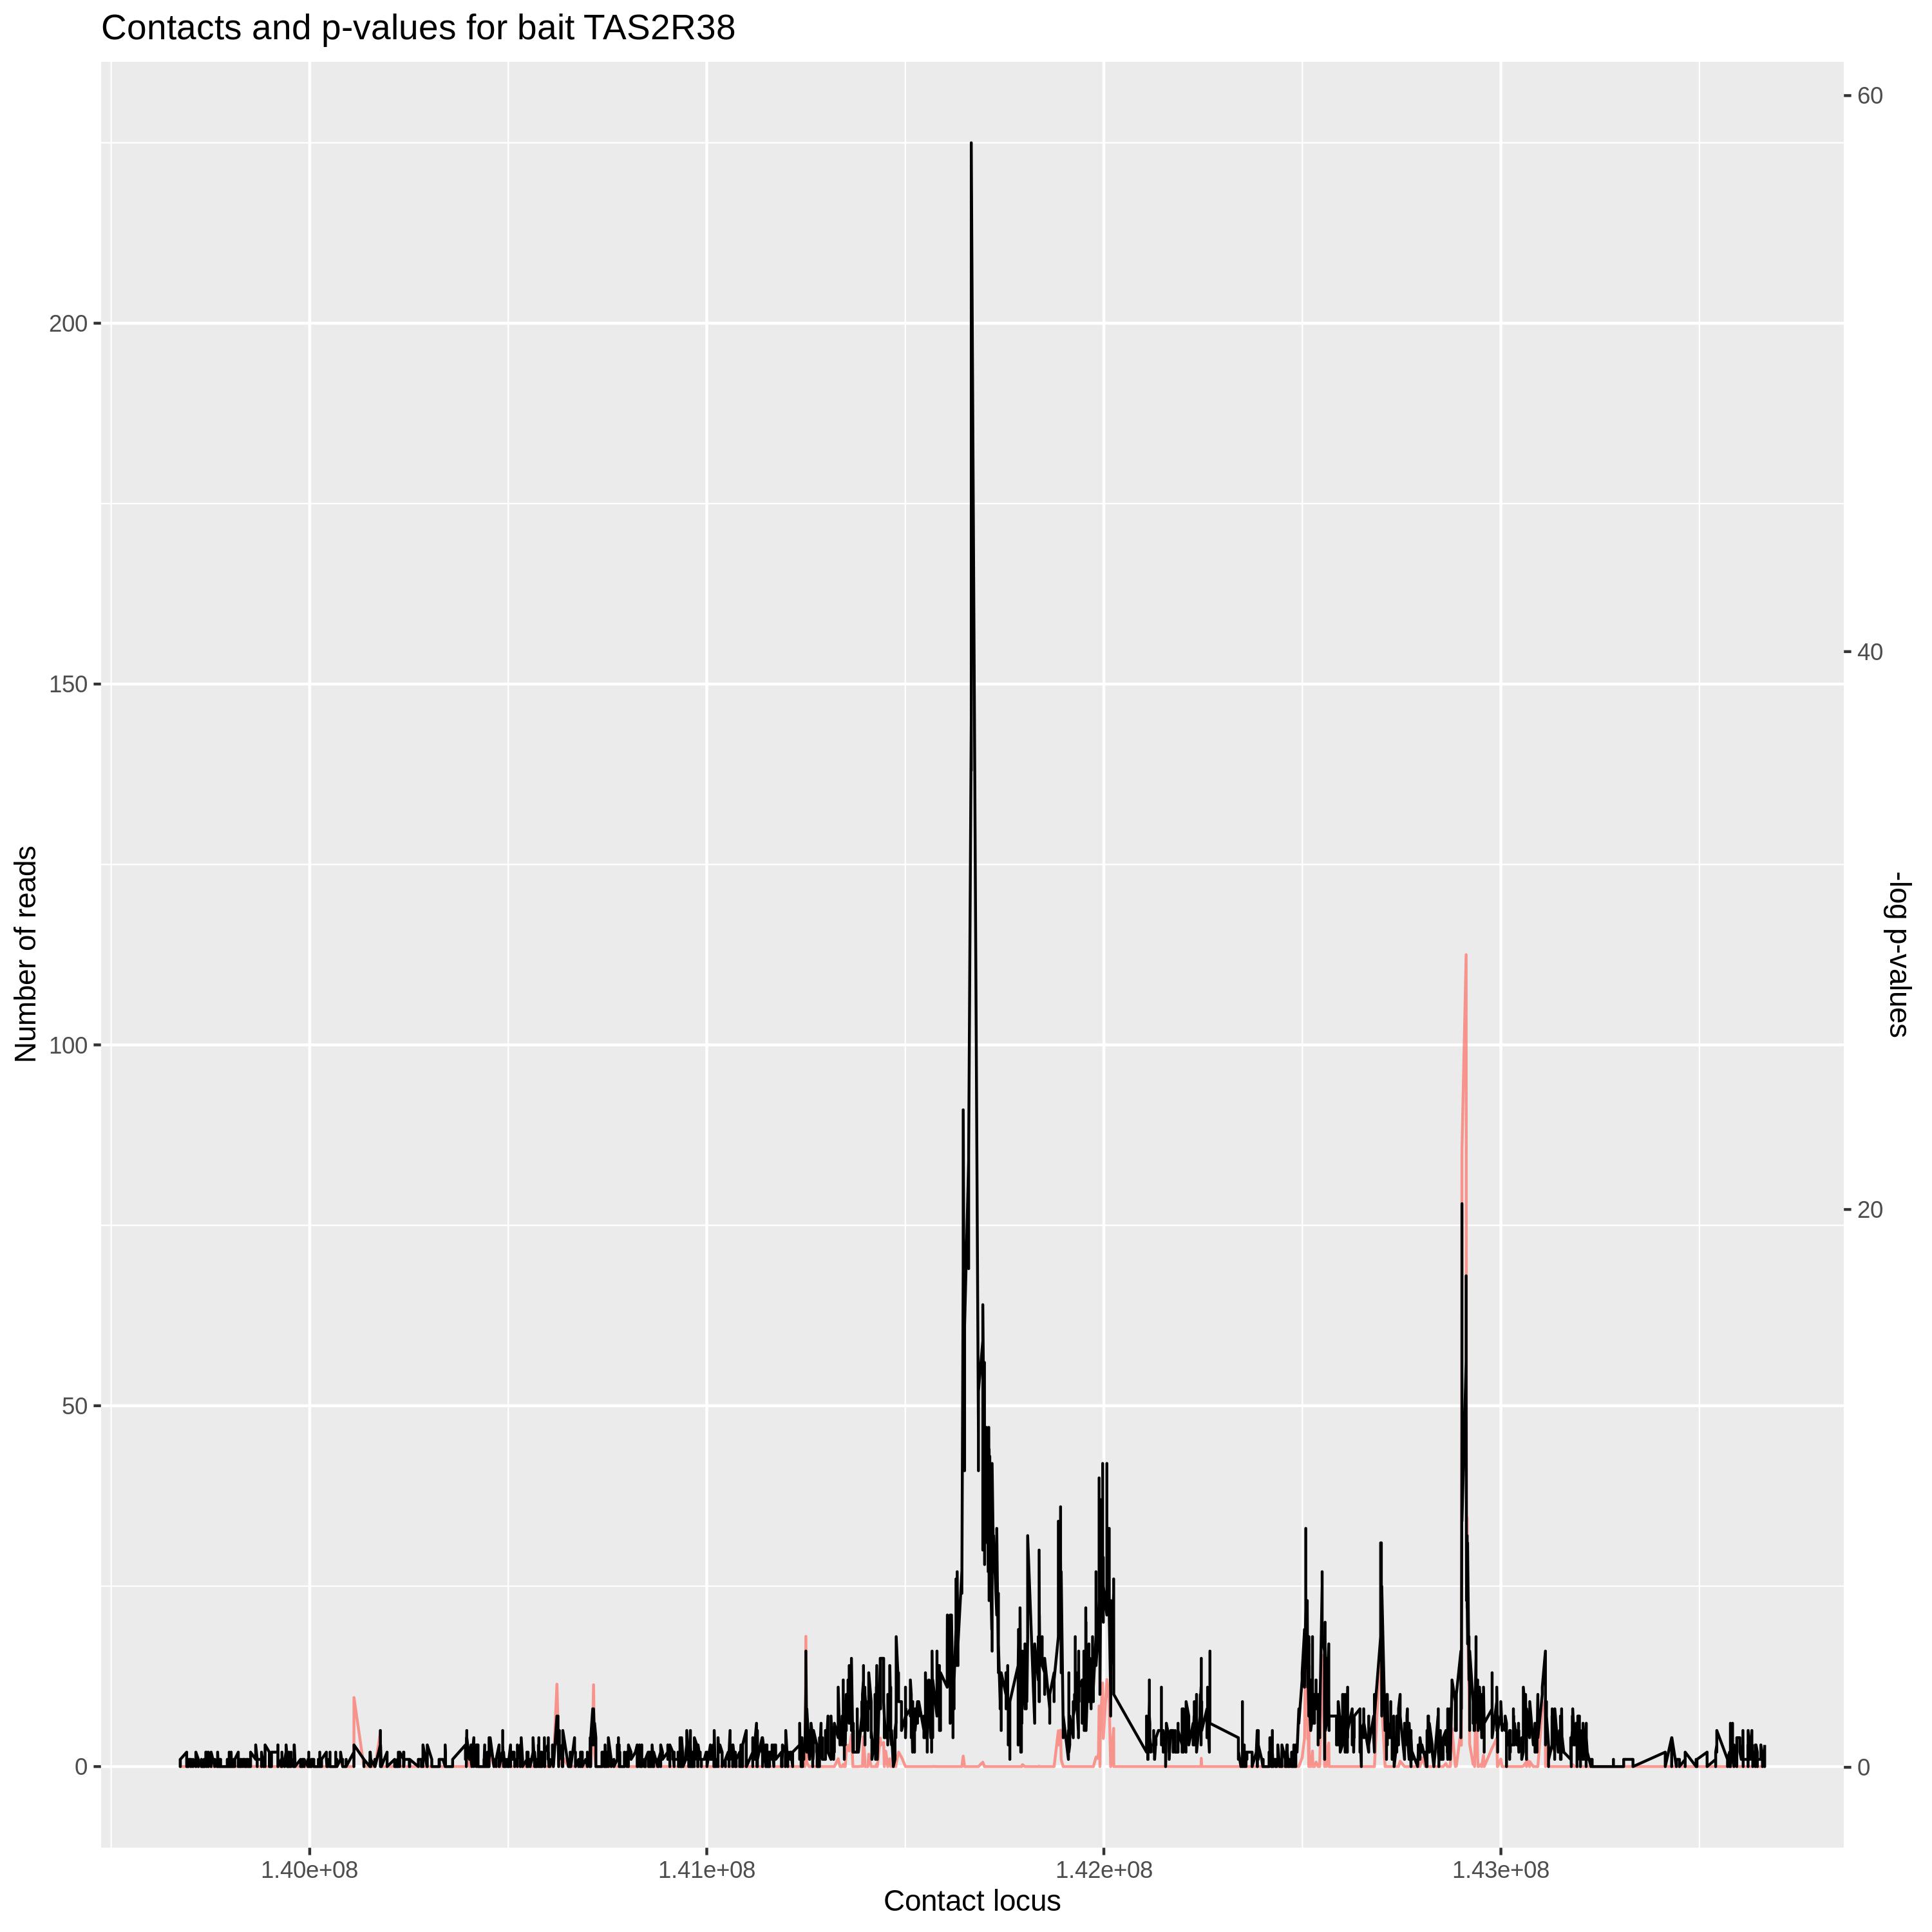 Contacts and p-values for bait TAS2R38
Number of reads
200
150
100
50
0
60
40
20
0
-log p-values
1.40e+08
1.41e+08
1.42e+08
1.43e+08
Contact locus